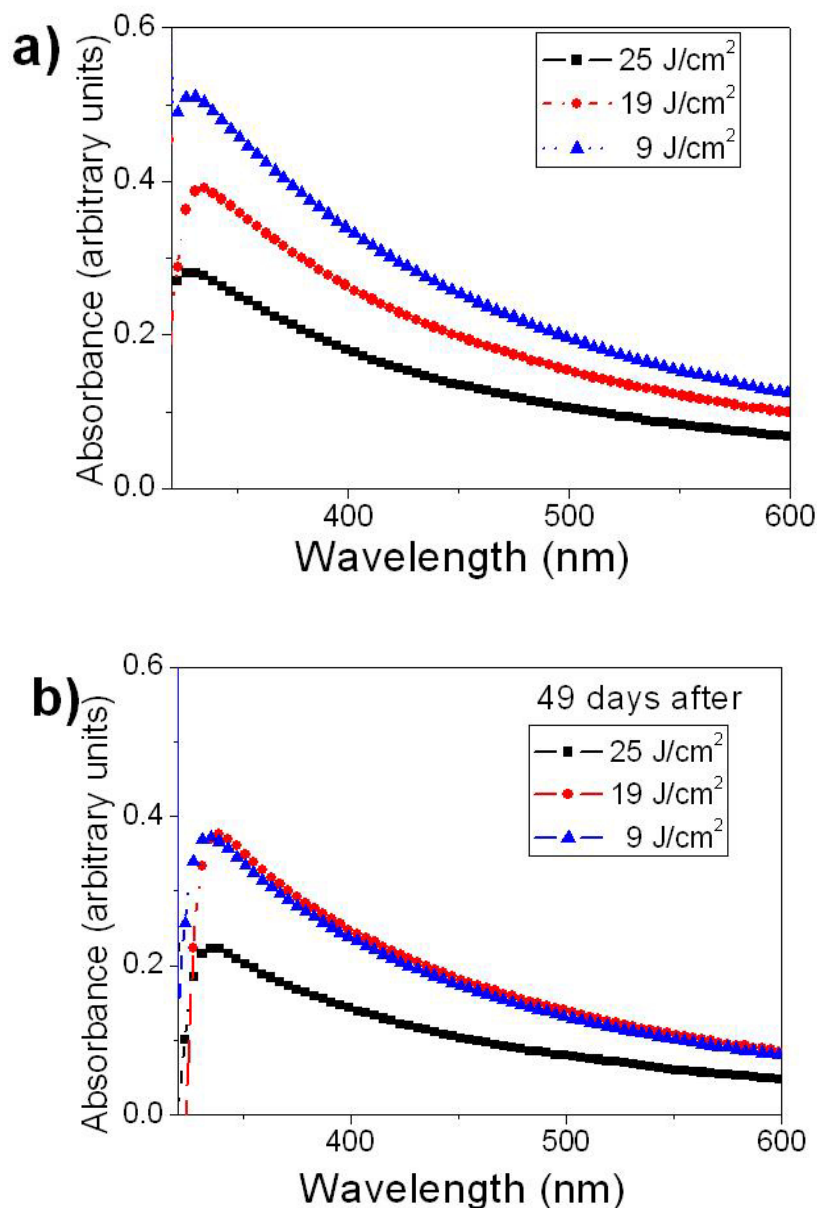 a)
0.6
0.4
0.2
0.0
Absorbance (arbitrary units)
25 J/cm²
19 J/cm²
9 J/cm²
400
500
600
Wavelength (nm)
b)
0.6
0.4
0.2
0.0
Absorbance (arbitrary units)
49 days after
25 J/cm²
19 J/cm²
9 J/cm²
400
500
600
Wavelength (nm)